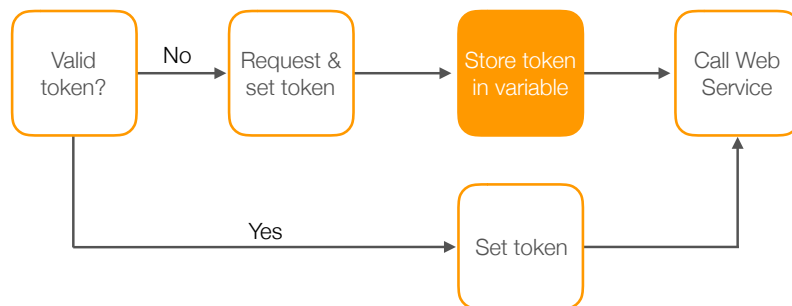 Valid
token?
No
Request &
set token
Store token
in variable
Call Web
Service
Yes
Set token